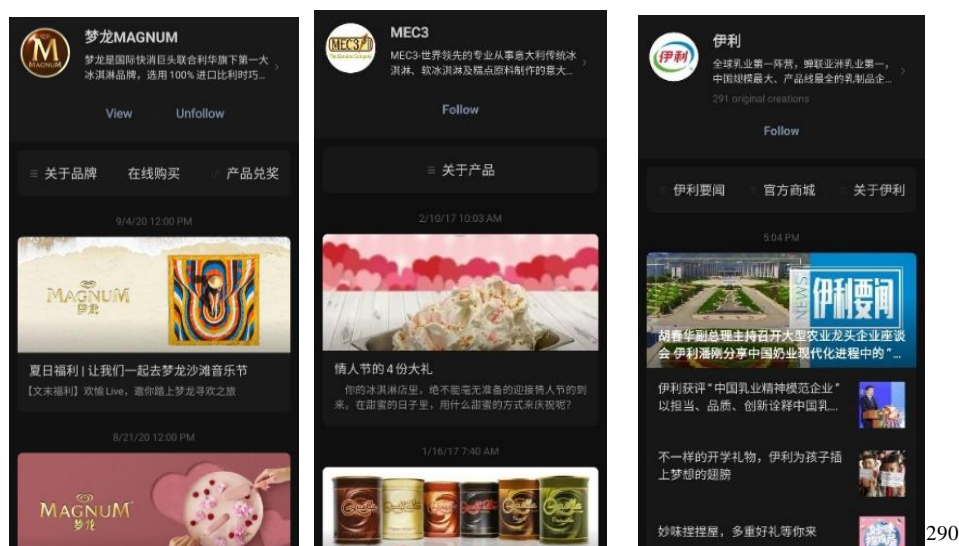 梦龙MAGNUM
梦龙是国际快消巨头联合利华旗下第一大
冰淇淋品牌，选用100%进口比利时巧...
View Unfollow
关于品牌 在线购买 产品兑奖
9/4/20 12:00 PM
MAGNUM
梦龙
夏日福利 | 让我们一起去梦龙沙滩音乐节
【文末福利】欢愉Live，邀你踏上梦龙寻欢之旅
8/21/20 12:00 PM
MAGNUM
梦龙
MEC3
MEC3-世界领先的专业从事意大利传统冰
淇淋、软冰淇淋及糕点原料制作的意大...
Follow
关于产品
2/10/17 10:03 AM
情人节的4份大礼
你的冰淇淋店里，绝不能毫无准备的迎接情人节的到
来。在甜蜜的日子里，用什么甜蜜的方式来庆祝呢？
1/16/17 7:40 AM
伊利
伊利
全球乳业第一阵营，蝉联亚洲乳业第一，
中国规模最大、产品线最全的乳制品企...
291 original creations
Follow
伊利要闻 官方商城 关于伊利
5:04 PM
伊利要闻
胡春华副总理主持召开大型农业龙头企业座谈
会 伊利潘刚分享中国奶业现代化进程中的“...
伊利获评“中国乳业精神模范企业”
以担当、品质、创新诠释中国乳...
不一样的开学礼物，伊利为孩子插
上梦想的翅膀
妙味捏捏屋，多重好礼等你来
290